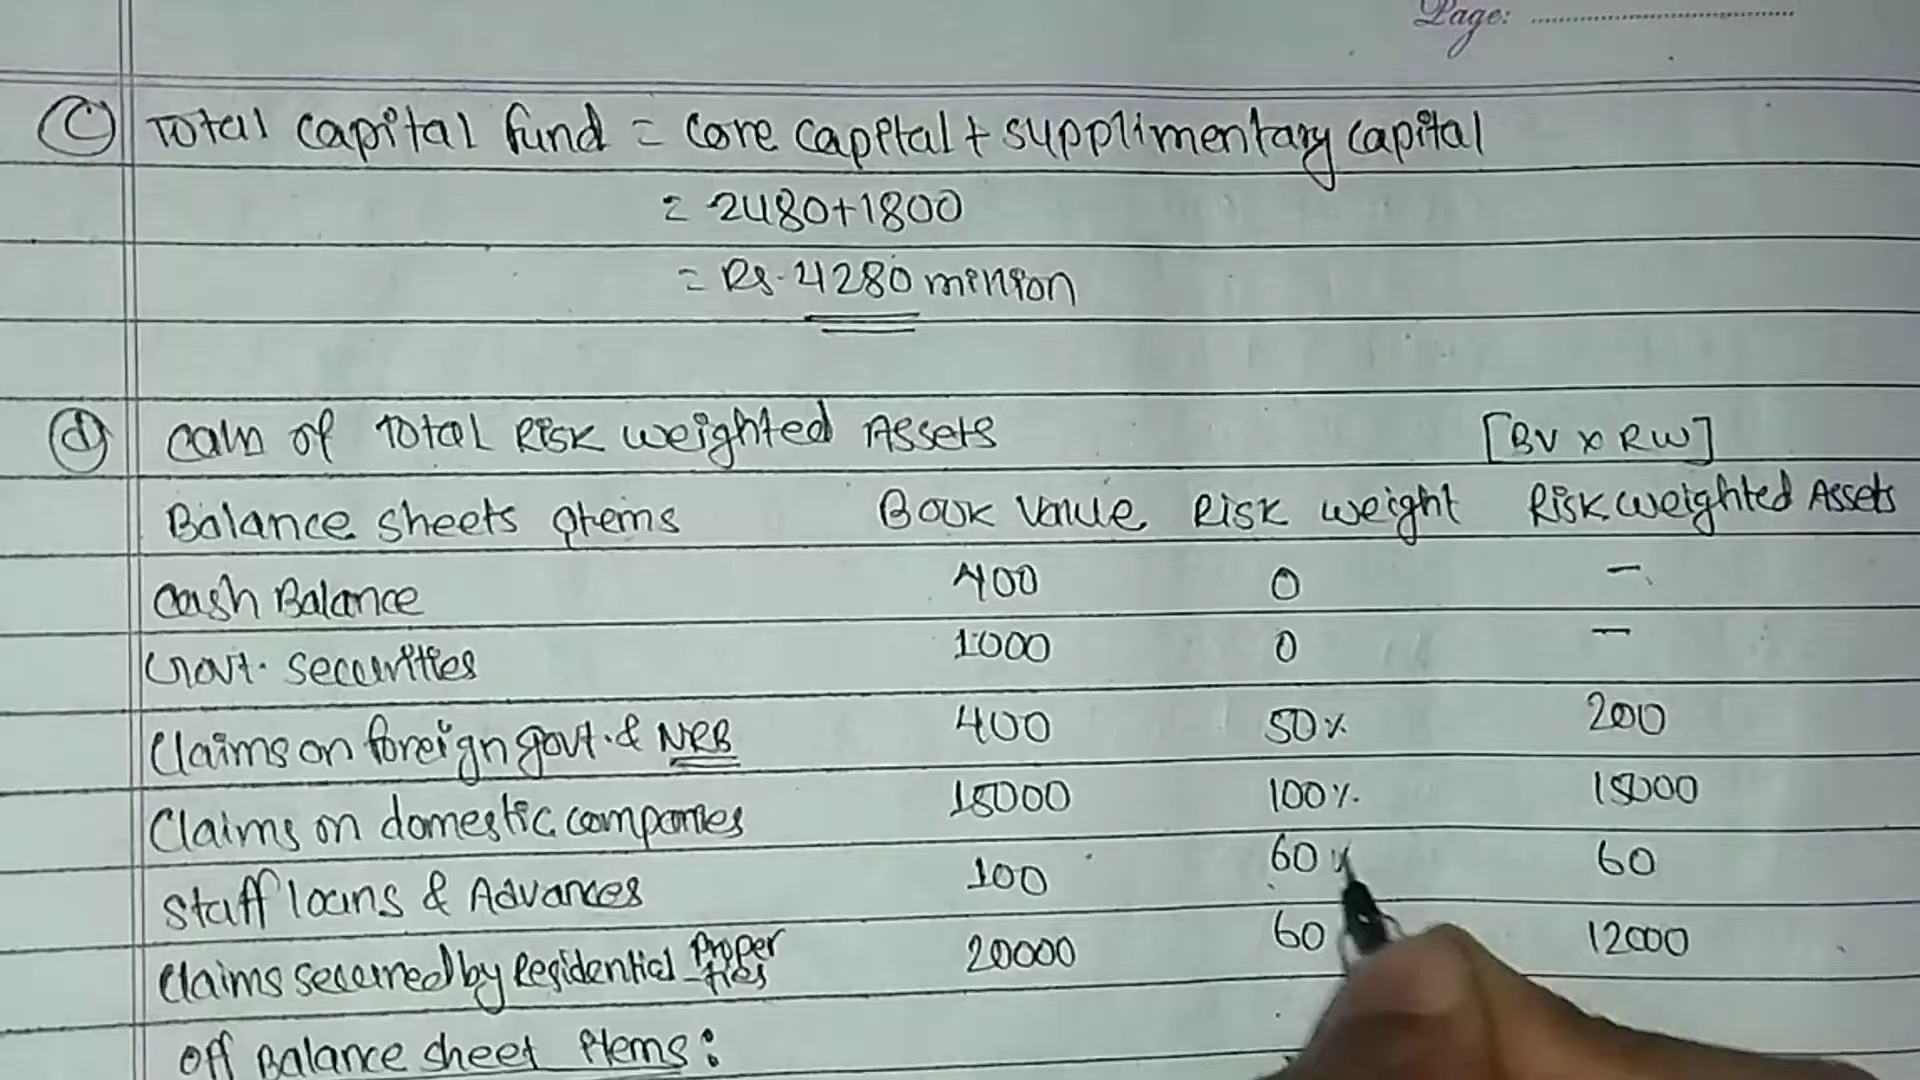 Page: ..............................
(C) Total capital fund = core capital + supplimentary capital
= 2480+1800
= Rs. 4280 million
(d) Caln of Total Risk weighted Assets [BV x RW]
Balance sheets items Book value Risk weight Risk weighted Assets
Cash Balance 400 0 —
Govt. securities 1000 0 —
Claims on foreign govt. & NRB 400 50% 200
Claims on domestic companies 15000 100% 15000
Staff loans & Advances 100 60% 60
Claims secured by Residential Properties 20000 60 12000
Off Balance sheet items: